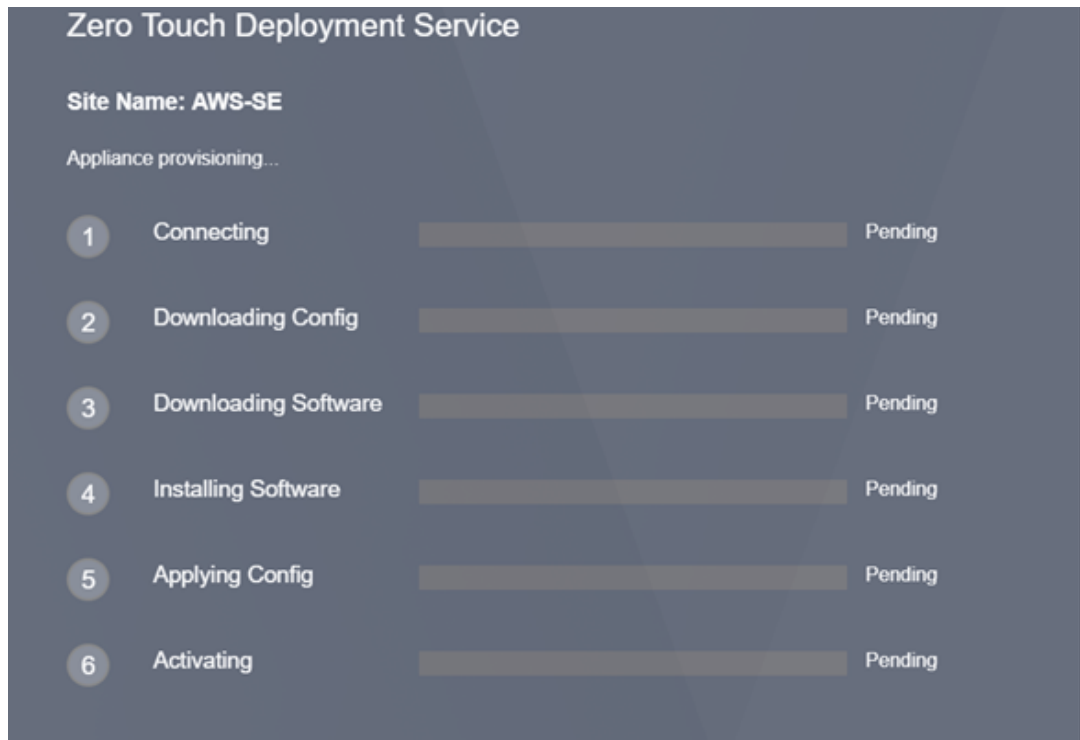 Zero Touch Deployment Service
Site Name: AWS-SE
Appliance provisioning...
1 Connecting Pending
2 Downloading Config Pending
3 Downloading Software Pending
4 Installing Software Pending
5 Applying Config Pending
6 Activating Pending